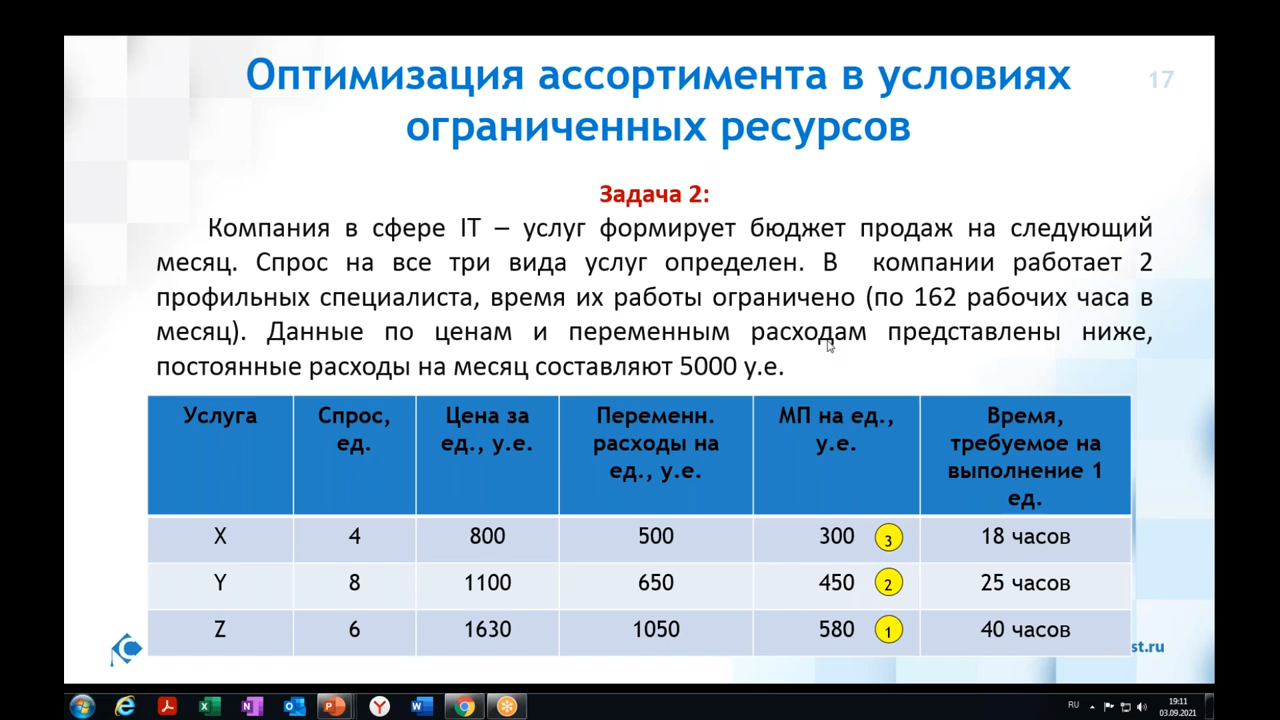 Оптимизация ассортимента в условиях
ограниченных ресурсов
17
Задача 2:
Компания в сфере IT – услуг формирует бюджет продаж на следующий
месяц. Спрос на все три вида услуг определен. В компании работает 2
профильных специалиста, время их работы ограничено (по 162 рабочих часа в
месяц). Данные по ценам и переменным расходам представлены ниже,
постоянные расходы на месяц составляют 5000 у.е.
Услуга Спрос, ед. Цена за ед., у.е. Переменн. расходы на ед., у.е. МП на ед., у.е. Время, требуемое на выполнение 1 ед.
X 4 800 500 300 3 18 часов
Y 8 1100 650 450 2 25 часов
Z 6 1630 1050 580 1 40 часов
st.ru
RU
19:11
03.09.2021